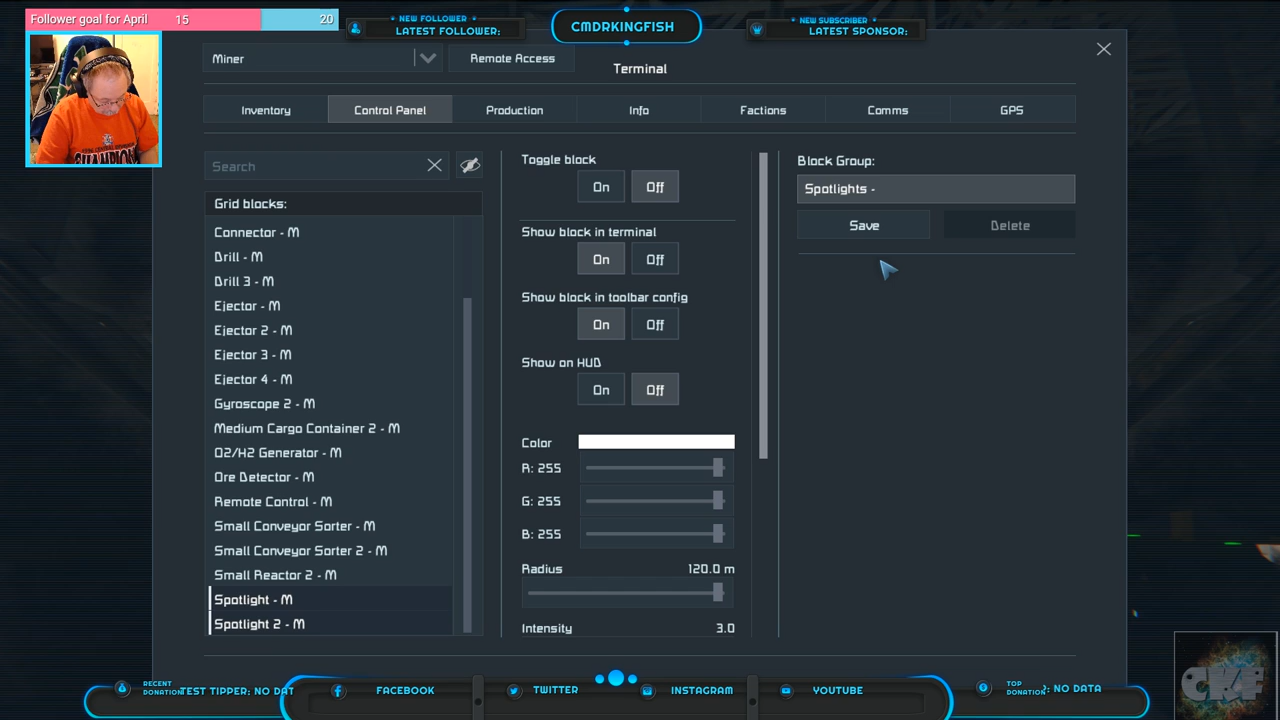 Follower goal for April 15 20
NEW FOLLOWER
LATEST FOLLOWER:
CMDRKINGFISH
NEW SUBSCRIBER
LATEST SPONSOR:
Miner
Remote Access
Terminal
Inventory
Control Panel
Production
Info
Factions
Comms
GPS
Search
Grid blocks:
Connector - M
Drill - M
Drill 3 - M
Ejector - M
Ejector 2 - M
Ejector 3 - M
Ejector 4 - M
Gyroscope 2 - M
Medium Cargo Container 2 - M
O2/H2 Generator - M
Ore Detector - M
Remote Control - M
Small Conveyor Sorter - M
Small Conveyor Sorter 2 - M
Small Reactor 2 - M
Spotlight - M
Spotlight 2 - M
Toggle block
On Off
Show block in terminal
On Off
Show block in toolbar config
On Off
Show on HUD
On Off
Color
R: 255
G: 255
B: 255
Radius 120.0 m
Intensity 3.0
Block Group:
Spotlights -
Save
Delete
RECENT
DONATION
TEST TIPPER: NO DAT
FACEBOOK
TWITTER
INSTAGRAM
YOUTUBE
TOP
DONATION
: NO DATA
CKF